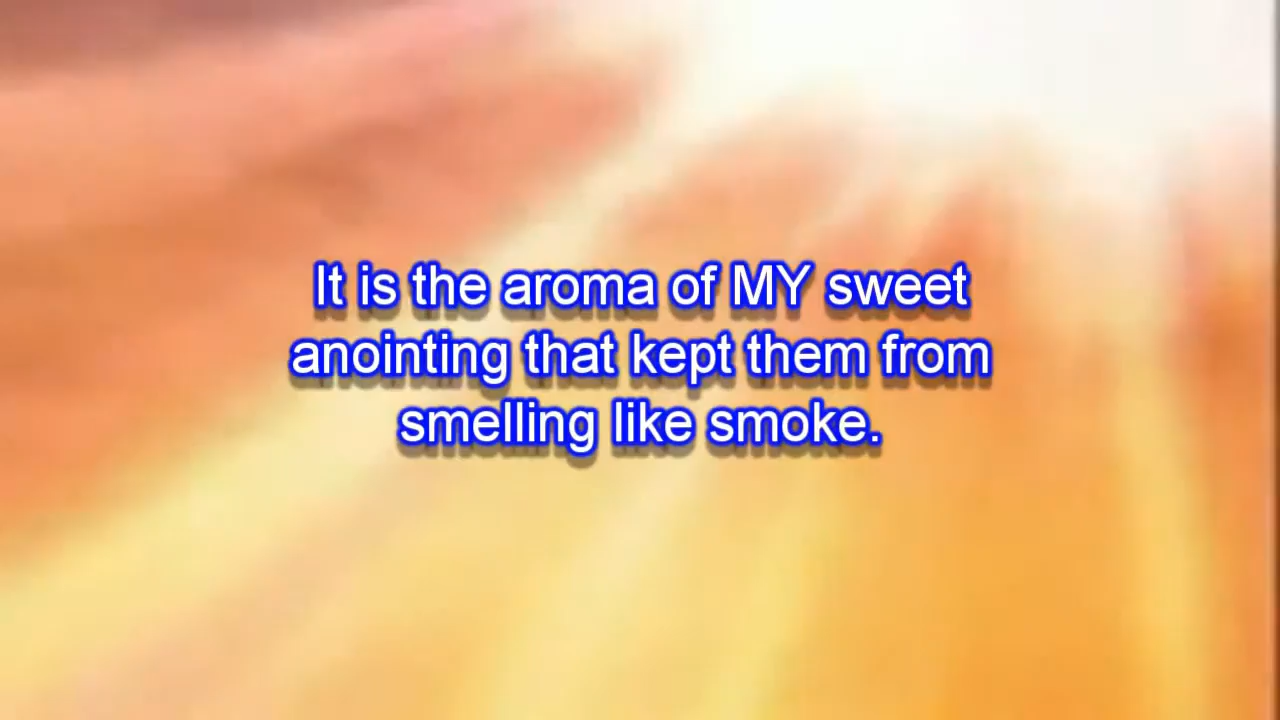 It is the aroma of MY sweet
anointing that kept them from
smelling like smoke.